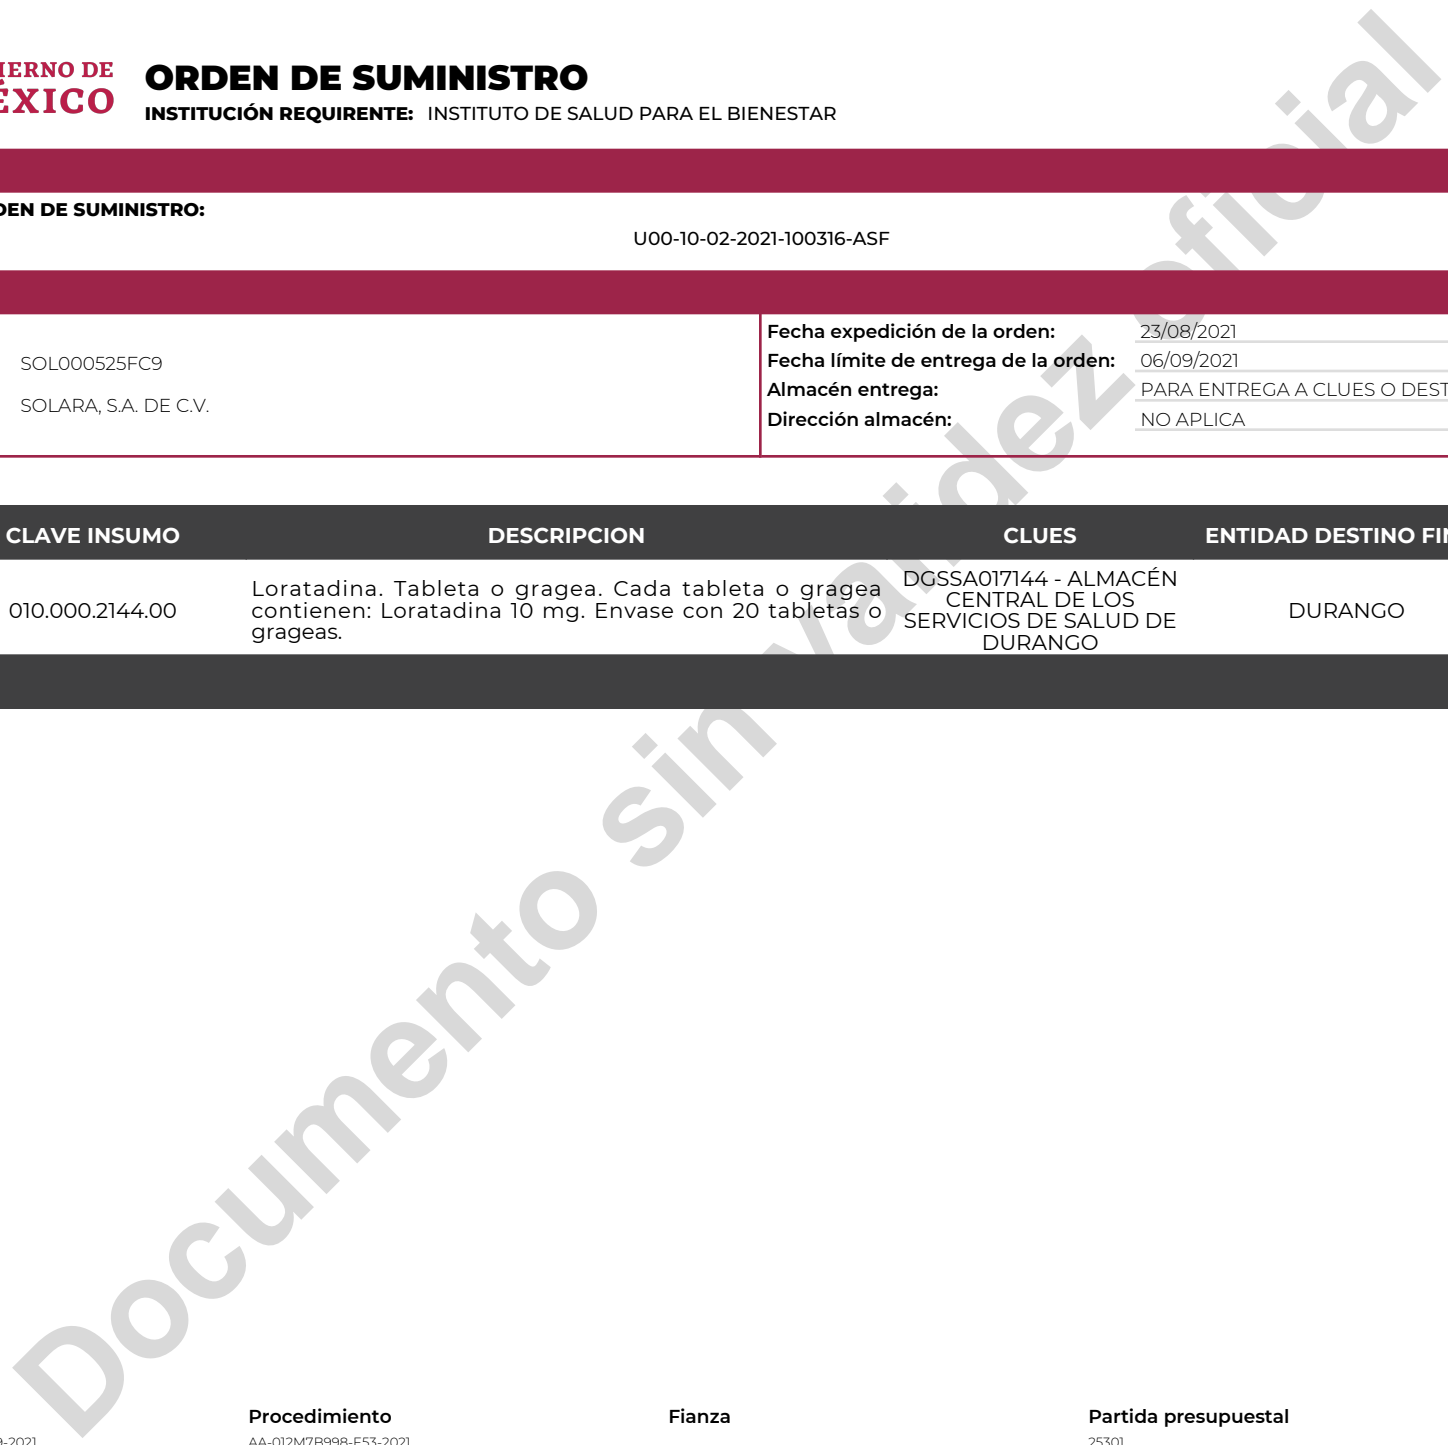 IERNO DE
ÉXICO
ORDEN DE SUMINISTRO
INSTITUCIÓN REQUIRENTE: INSTITUTO DE SALUD PARA EL BIENESTAR
DEN DE SUMINISTRO:
U00-10-02-2021-100316-ASF
SOL000525FC9
SOLARA, S.A. DE C.V.
Fecha expedición de la orden: 23/08/2021
Fecha límite de entrega de la orden: 06/09/2021
Almacén entrega: PARA ENTREGA A CLUES O DEST
Dirección almacén: NO APLICA
CLAVE INSUMO DESCRIPCION CLUES ENTIDAD DESTINO FIN
010.000.2144.00
Loratadina. Tableta o gragea. Cada tableta o gragea
contienen: Loratadina 10 mg. Envase con 20 tabletas o
grageas.
DGSSA017144 - ALMACÉN
CENTRAL DE LOS
SERVICIOS DE SALUD DE
DURANGO
DURANGO
Documento sin validez oficial
Procedimiento Fianza Partida presupuestal
9-2021 AA-012M7B998-E53-2021 25301